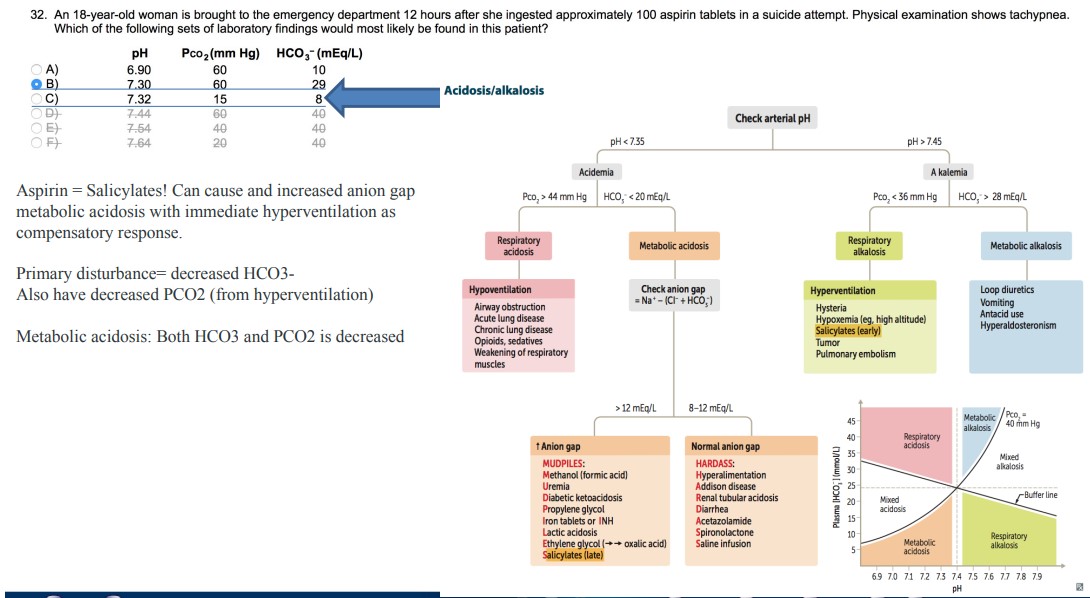 32. An 18-year-old woman is brought to the emergency department 12 hours after she ingested approximately 100 aspirin tablets in a suicide attempt. Physical examination shows tachypnea.
Which of the following sets of laboratory findings would most likely be found in this patient?
pH Pco2(mm Hg) HCO3-(mEq/L)
A) 6.90 60 10
B) 7.30 60 29
C) 7.32 15 8
D) 7.44 60 40
E) 7.54 40 40
F) 7.64 20 40
Aspirin = Salicylates! Can cause and increased anion gap
metabolic acidosis with immediate hyperventilation as
compensatory response.
Primary disturbance= decreased HCO3-
Also have decreased PCO2 (from hyperventilation)
Metabolic acidosis: Both HCO3 and PCO2 is decreased
Acidosis/alkalosis
Check arterial pH
pH < 7.35
pH > 7.45
Acidemia
A kalemia
Pco2 > 44 mm Hg
HCO3- < 20 mEq/L
Pco2 < 36 mm Hg
HCO3- > 28 mEq/L
Respiratory
acidosis
Metabolic acidosis
Respiratory
alkalosis
Metabolic alkalosis
Hypoventilation
Airway obstruction
Acute lung disease
Chronic lung disease
Opioids, sedatives
Weakening of respiratory
muscles
Check anion gap
= Na+ – (Cl- + HCO3-)
Hyperventilation
Hysteria
Hypoxemia (eg, high altitude)
Salicylates (early)
Tumor
Pulmonary embolism
Loop diuretics
Vomiting
Antacid use
Hyperaldosteronism
> 12 mEq/L
8–12 mEq/L
↑ Anion gap
MUDPILES:
Methanol (formic acid)
Uremia
Diabetic ketoacidosis
Propylene glycol
Iron tablets or INH
Lactic acidosis
Ethylene glycol (→→ oxalic acid)
Salicylates (late)
Normal anion gap
HARDASS:
Hyperalimentation
Addison disease
Renal tubular acidosis
Diarrhea
Acetazolamide
Spironolactone
Saline infusion
Plasma [HCO3-] (mmol/L)
45
40
35
30
25
20
15
10
5
Respiratory
acidosis
Metabolic
alkalosis
Pco2 =
40 mm Hg
Mixed
alkalosis
Buffer line
Mixed
acidosis
Metabolic
acidosis
Respiratory
alkalosis
6.9 7.0 7.1 7.2 7.3 7.4 7.5 7.6 7.7 7.8 7.9
pH